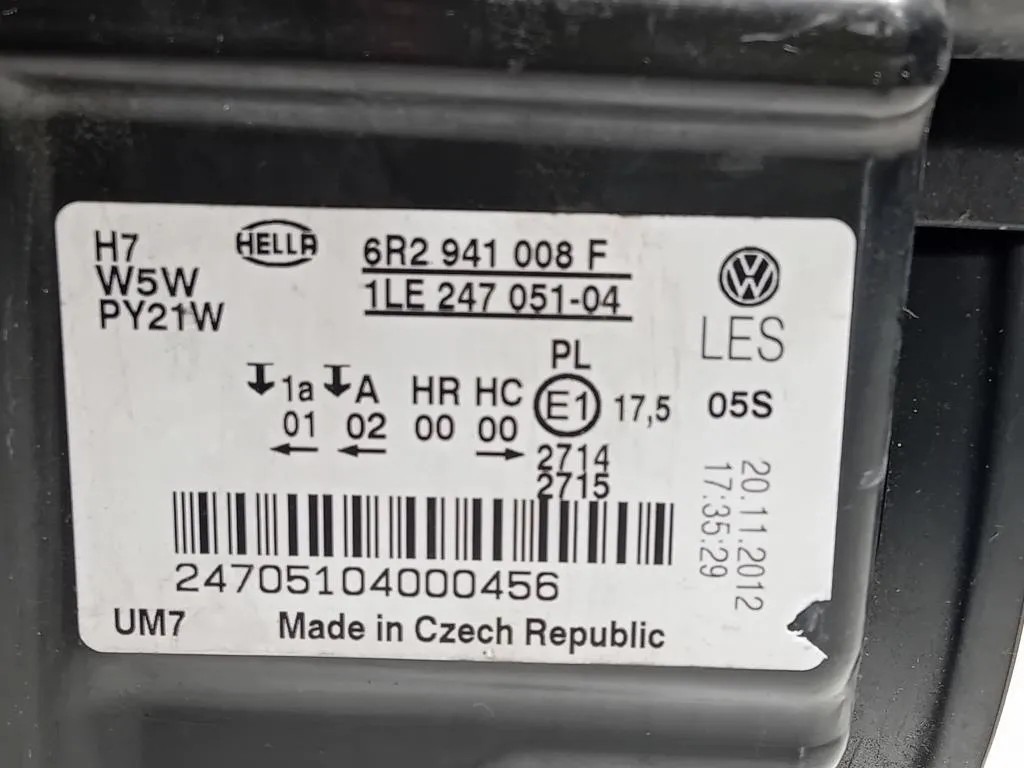 H7
W5W
PY21W
HELLA
6R2 941 008 F
1LE 247 051-04
LES
PL
1a A HR HC E1 17,5 05S
01 02 00 00
← ← →
2714
2715
20.11.2012
17:35:29
24705104000456
UM7 Made in Czech Republic